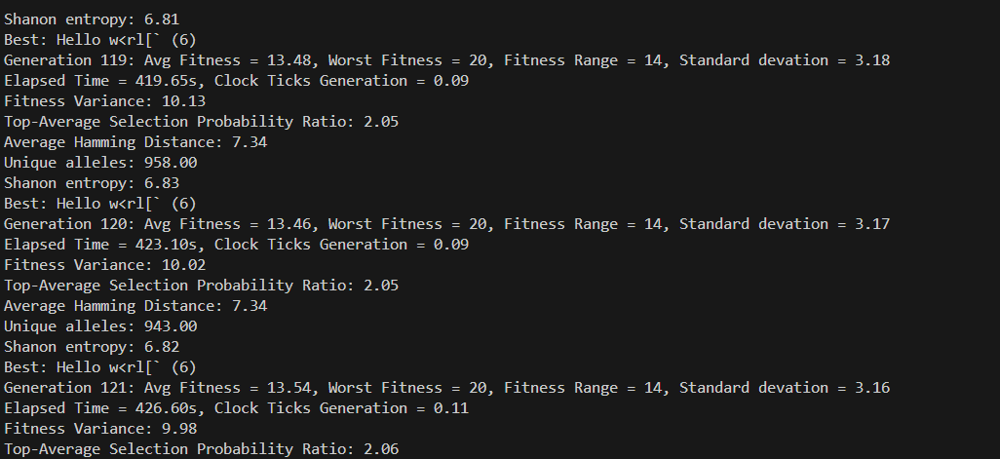 Shanon entropy: 6.81
Best: Hello w<rl[` (6)
Generation 119: Avg Fitness = 13.48, Worst Fitness = 20, Fitness Range = 14, Standard devation = 3.18
Elapsed Time = 419.65s, Clock Ticks Generation = 0.09
Fitness Variance: 10.13
Top-Average Selection Probability Ratio: 2.05
Average Hamming Distance: 7.34
Unique alleles: 958.00
Shanon entropy: 6.83
Best: Hello w<rl[` (6)
Generation 120: Avg Fitness = 13.46, Worst Fitness = 20, Fitness Range = 14, Standard devation = 3.17
Elapsed Time = 423.10s, Clock Ticks Generation = 0.09
Fitness Variance: 10.02
Top-Average Selection Probability Ratio: 2.05
Average Hamming Distance: 7.34
Unique alleles: 943.00
Shanon entropy: 6.82
Best: Hello w<rl[` (6)
Generation 121: Avg Fitness = 13.54, Worst Fitness = 20, Fitness Range = 14, Standard devation = 3.16
Elapsed Time = 426.60s, Clock Ticks Generation = 0.11
Fitness Variance: 9.98
Top-Average Selection Probability Ratio: 2.06